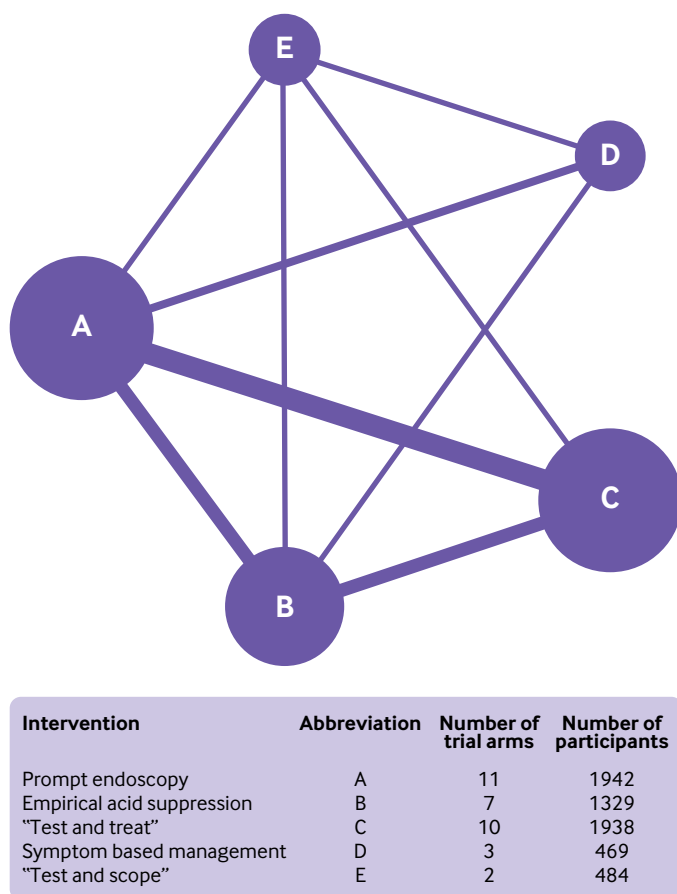 E
D
A
C
B
Intervention Abbreviation Number of trial arms Number of participants
Prompt endoscopy A 11 1942
Empirical acid suppression B 7 1329
"Test and treat" C 10 1938
Symptom based management D 3 469
"Test and scope" E 2 484